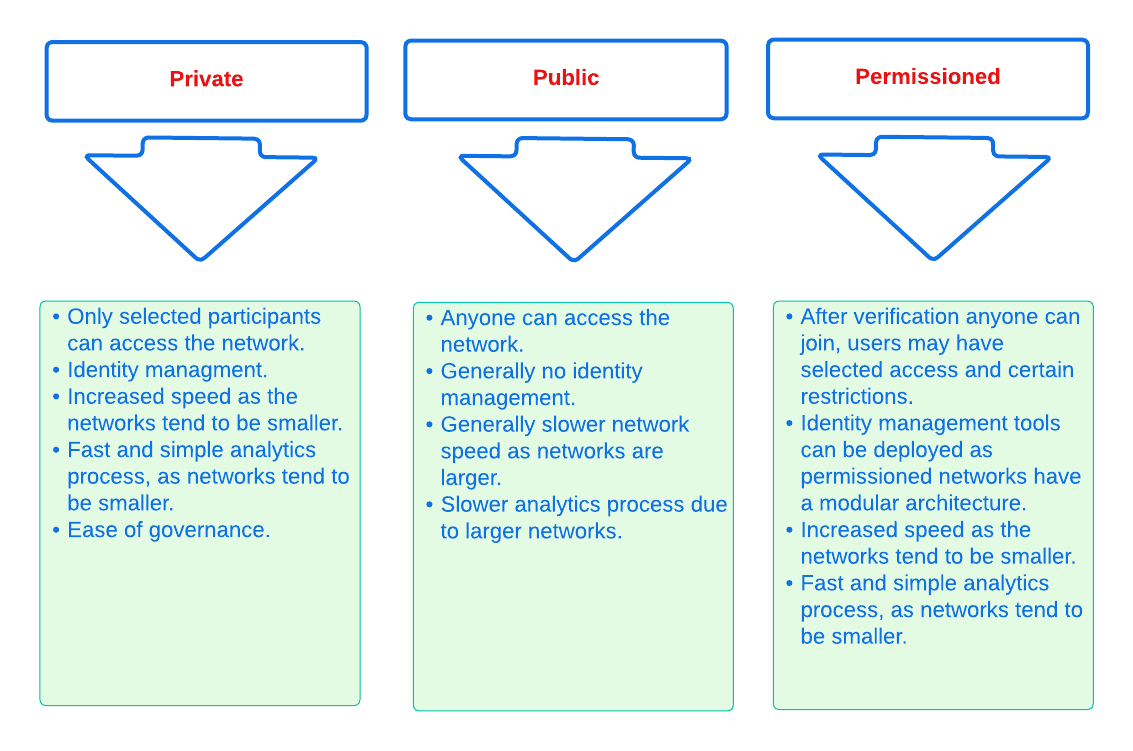 Private
Public
Permissioned
• Only selected participants
can access the network.
• Identity managment.
• Increased speed as the
networks tend to be smaller.
• Fast and simple analytics
process, as networks tend to
be smaller.
• Ease of governance.
• Anyone can access the
network.
• Generally no identity
management.
• Generally slower network
speed as networks are
larger.
• Slower analytics process due
to larger networks.
• After verification anyone can
join, users may have
selected access and certain
restrictions.
• Identity management tools
can be deployed as
permissioned networks have
a modular architecture.
• Increased speed as the
networks tend to be smaller.
• Fast and simple analytics
process, as networks tend to
be smaller.